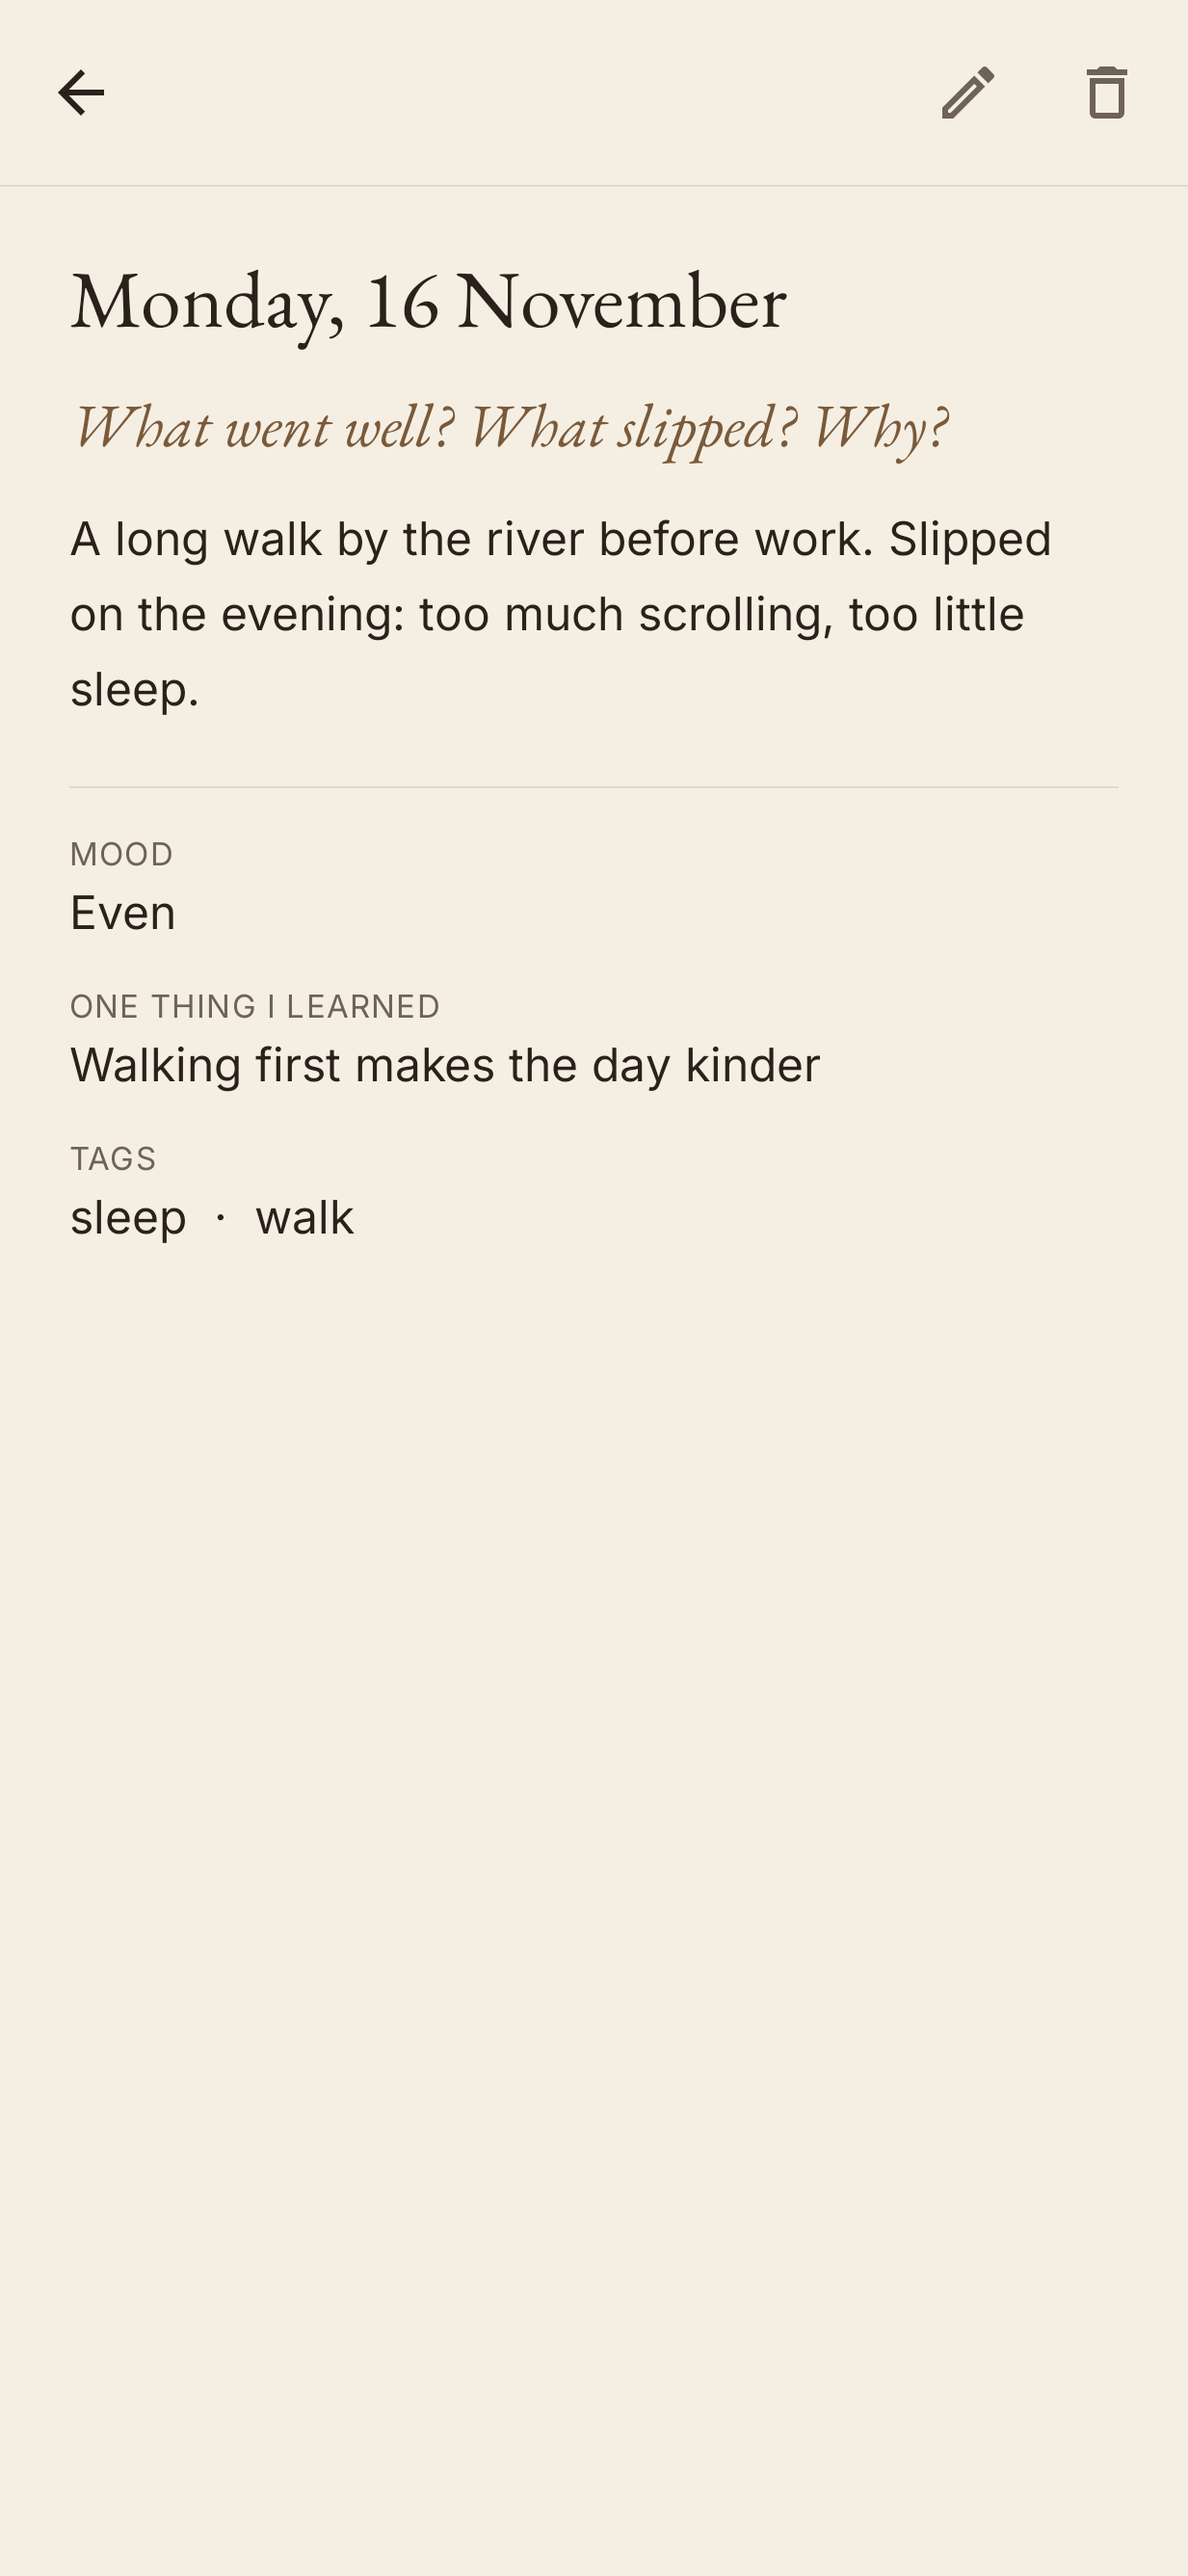 Monday, 16 November
What went well? What slipped? Why?
A long walk by the river before work. Slipped
on the evening: too much scrolling, too little
sleep.
MOOD
Even
ONE THING I LEARNED
Walking first makes the day kinder
TAGS
sleep · walk